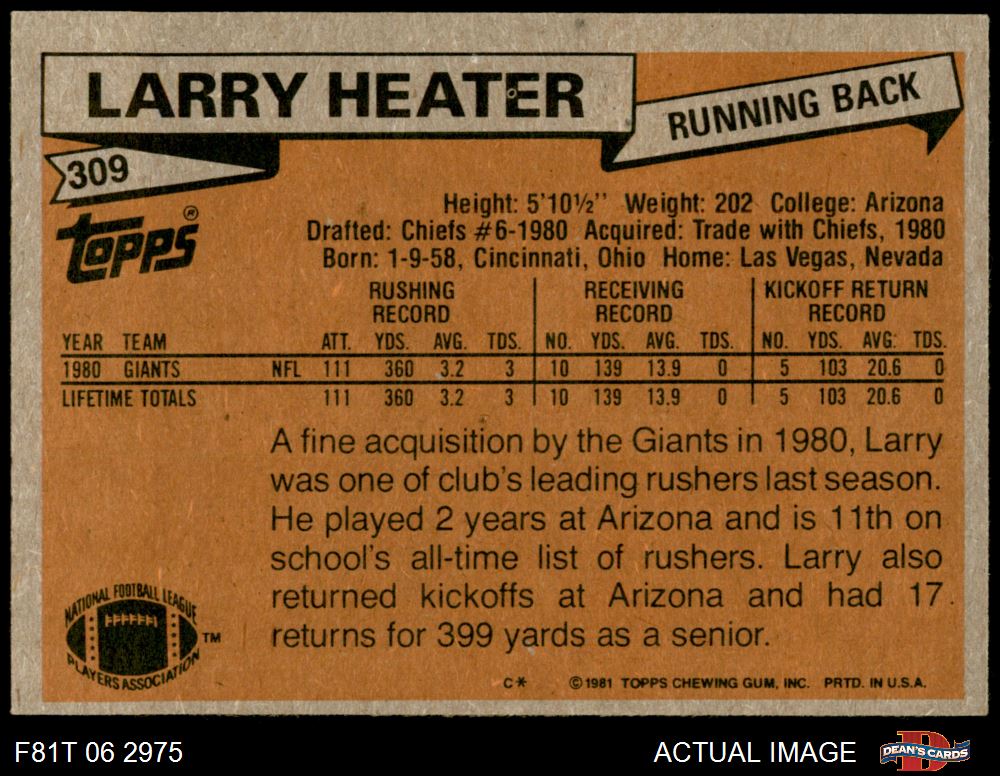 LARRY HEATER
RUNNING BACK
309
TOPPS®
Height: 5'10½'' Weight: 202 College: Arizona
Drafted: Chiefs #6-1980 Acquired: Trade with Chiefs, 1980
Born: 1-9-58, Cincinnati, Ohio Home: Las Vegas, Nevada
RUSHING RECORD RECEIVING RECORD KICKOFF RETURN RECORD
YEAR TEAM ATT. YDS. AVG. TDS. NO. YDS. AVG. TDS. NO. YDS. AVG. TDS.
1980 GIANTS NFL 111 360 3.2 3 10 139 13.9 0 5 103 20.6 0
LIFETIME TOTALS 111 360 3.2 3 10 139 13.9 0 5 103 20.6 0
A fine acquisition by the Giants in 1980, Larry
was one of club's leading rushers last season.
He played 2 years at Arizona and is 11th on
school's all-time list of rushers. Larry also
returned kickoffs at Arizona and had 17
returns for 399 yards as a senior.
NATIONAL FOOTBALL LEAGUE
PLAYERS ASSOCIATION
TM
C* © 1981 TOPPS CHEWING GUM, INC. PRTD. IN U.S.A.
F81T 06 2975
ACTUAL IMAGE
D
DEAN'S CARDS